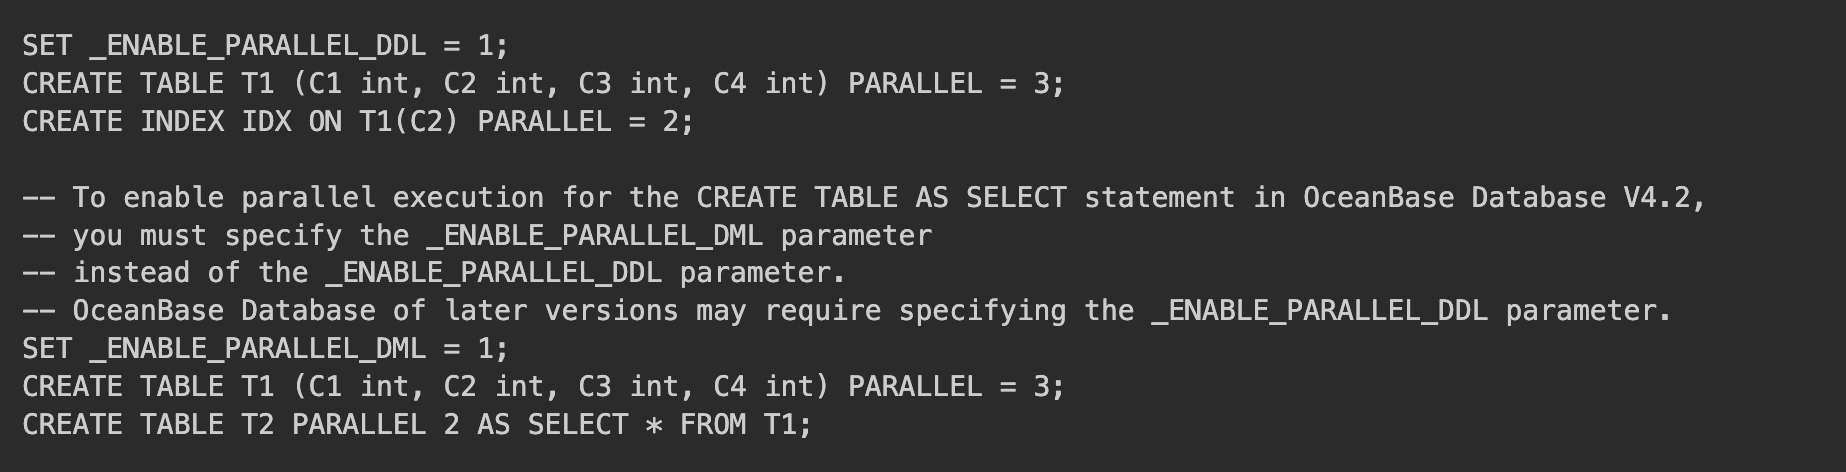 SET _ENABLE_PARALLEL_DDL = 1;
CREATE TABLE T1 (C1 int, C2 int, C3 int, C4 int) PARALLEL = 3;
CREATE INDEX IDX ON T1(C2) PARALLEL = 2;

-- To enable parallel execution for the CREATE TABLE AS SELECT statement in OceanBase Database V4.2,
-- you must specify the _ENABLE_PARALLEL_DML parameter
-- instead of the _ENABLE_PARALLEL_DDL parameter.
-- OceanBase Database of later versions may require specifying the _ENABLE_PARALLEL_DDL parameter.
SET _ENABLE_PARALLEL_DML = 1;
CREATE TABLE T1 (C1 int, C2 int, C3 int, C4 int) PARALLEL = 3;
CREATE TABLE T2 PARALLEL 2 AS SELECT * FROM T1;